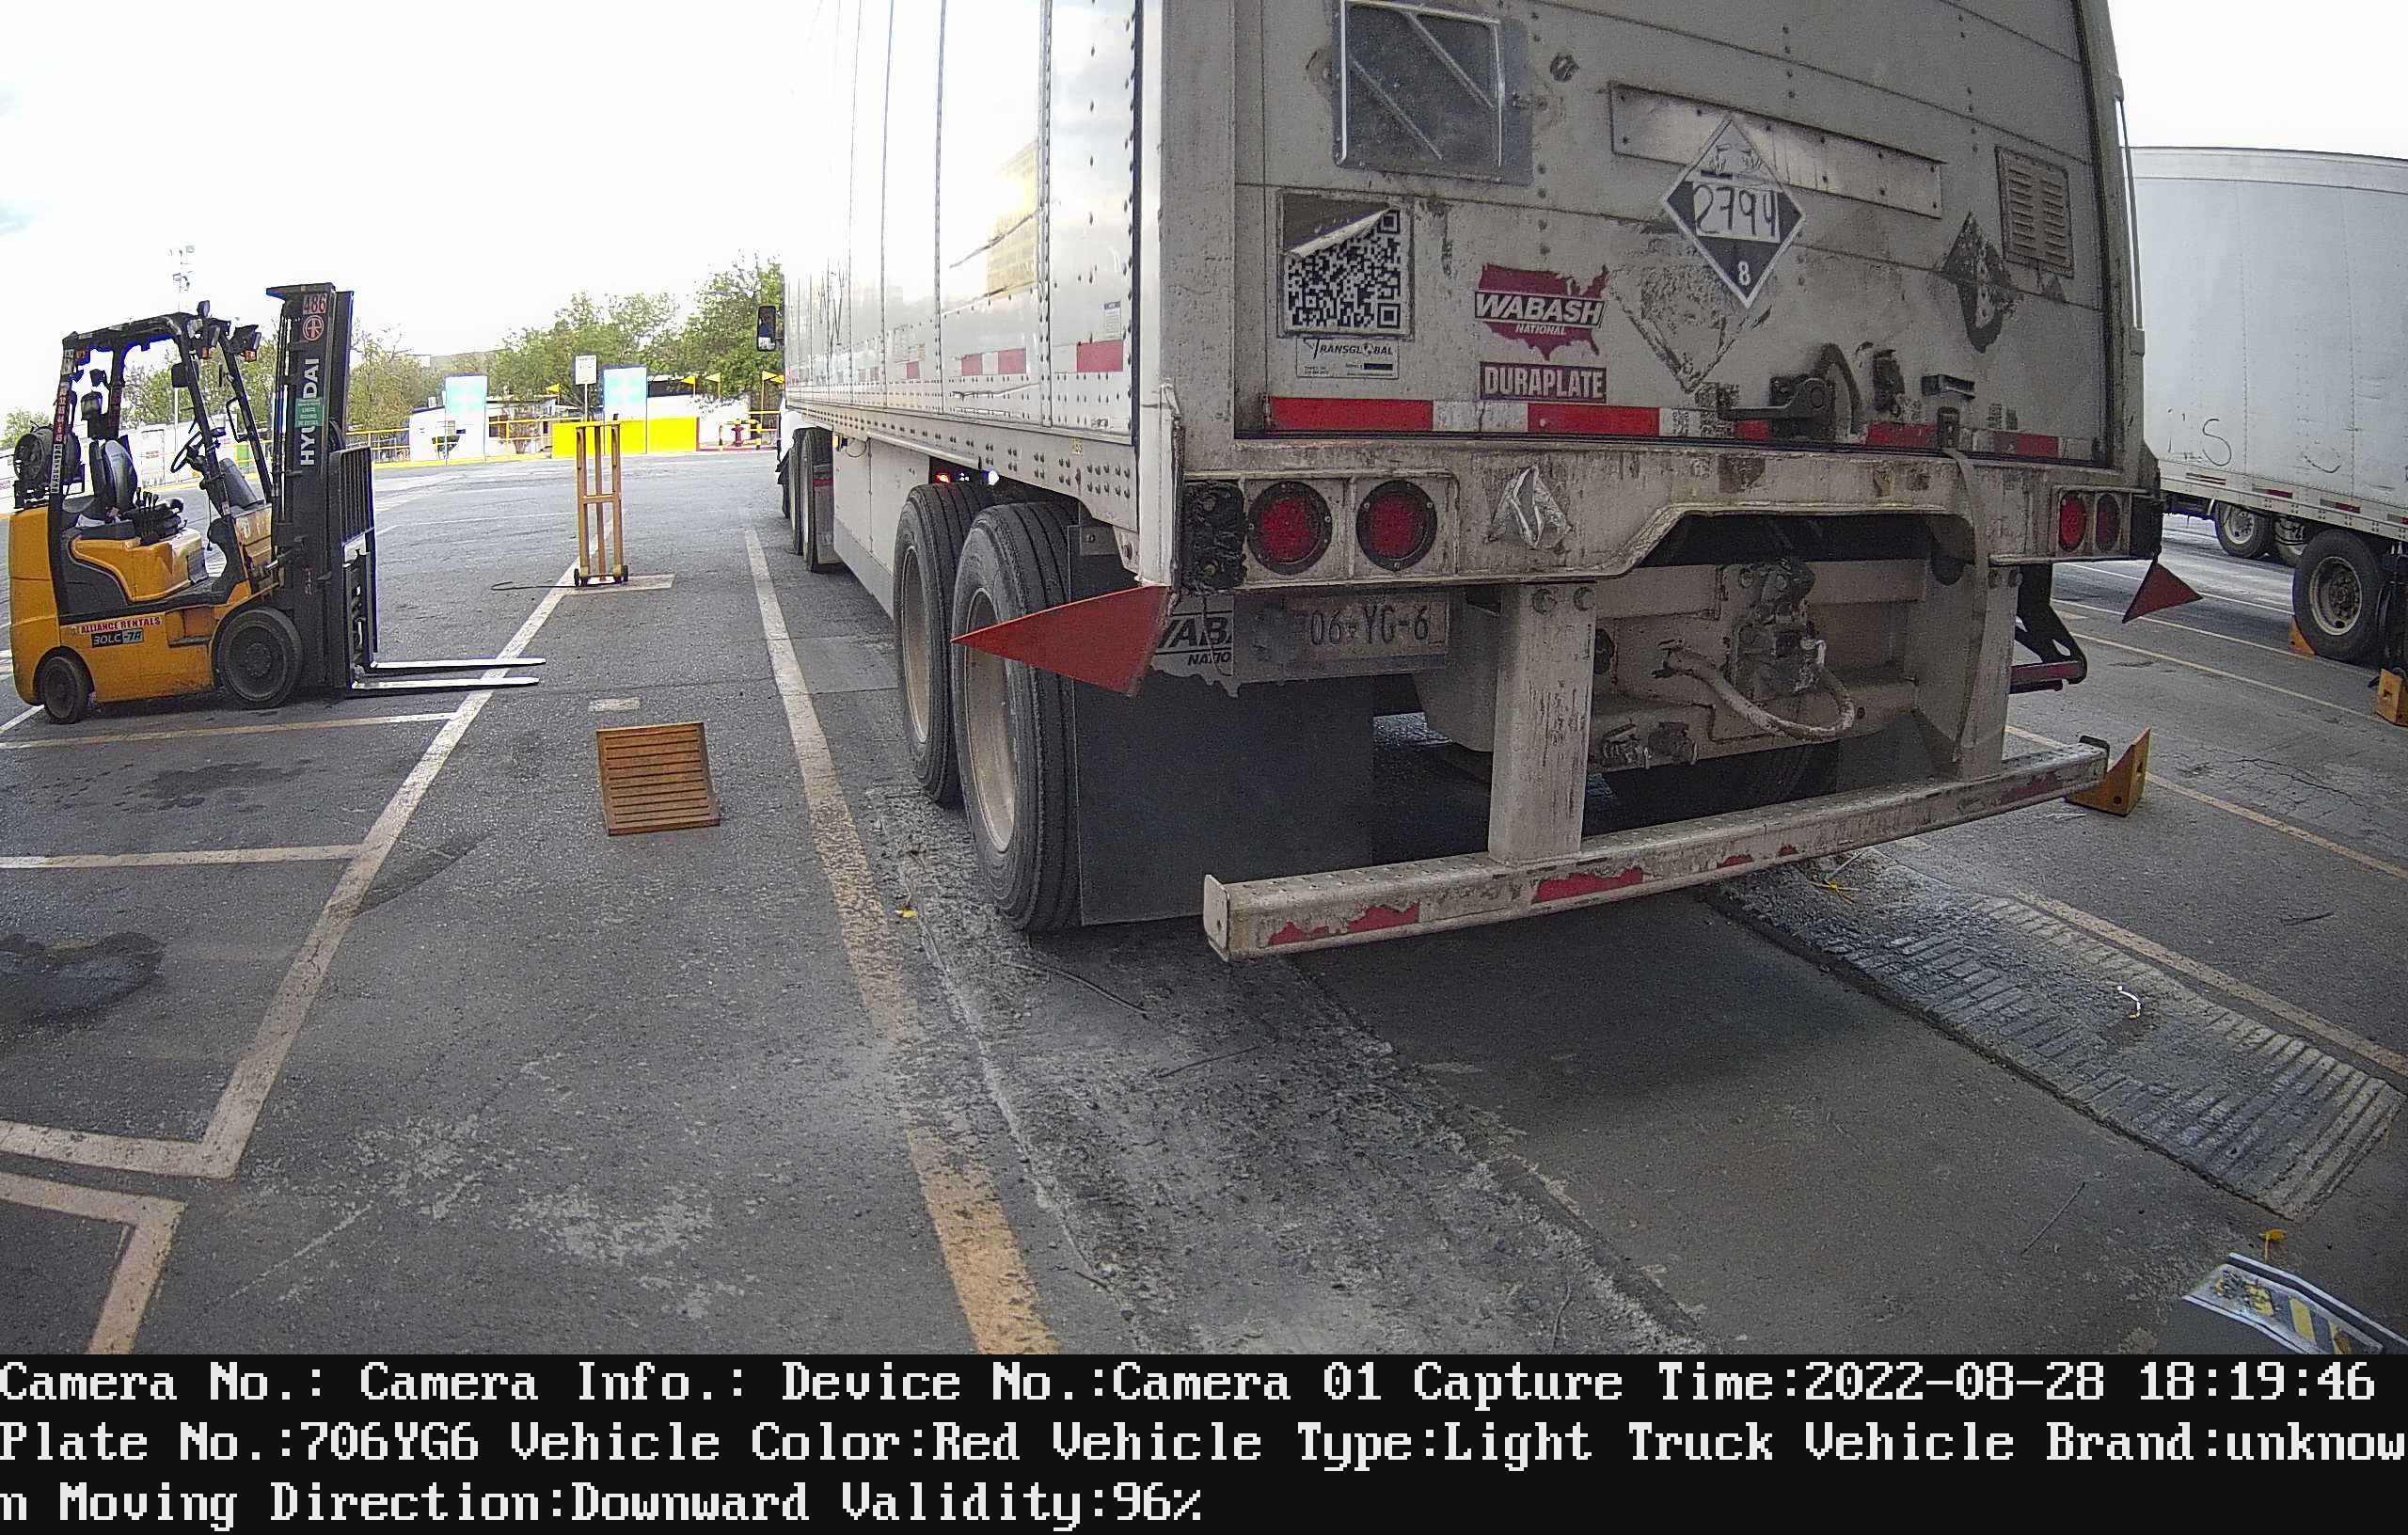 486
HYUNDAI
ALLIANCE RENTALS
30LC-7A
2794
8
WABASH
NATIONAL
TRANSGLOBAL
DURAPLATE
706-YG-6
LS
Camera No.: Camera Info.: Device No.:Camera 01 Capture Time:2022-08-28 18:19:46
Plate No.:706YG6 Vehicle Color:Red Vehicle Type:Light Truck Vehicle Brand:unknow
n Moving Direction:Downward Validity:96%